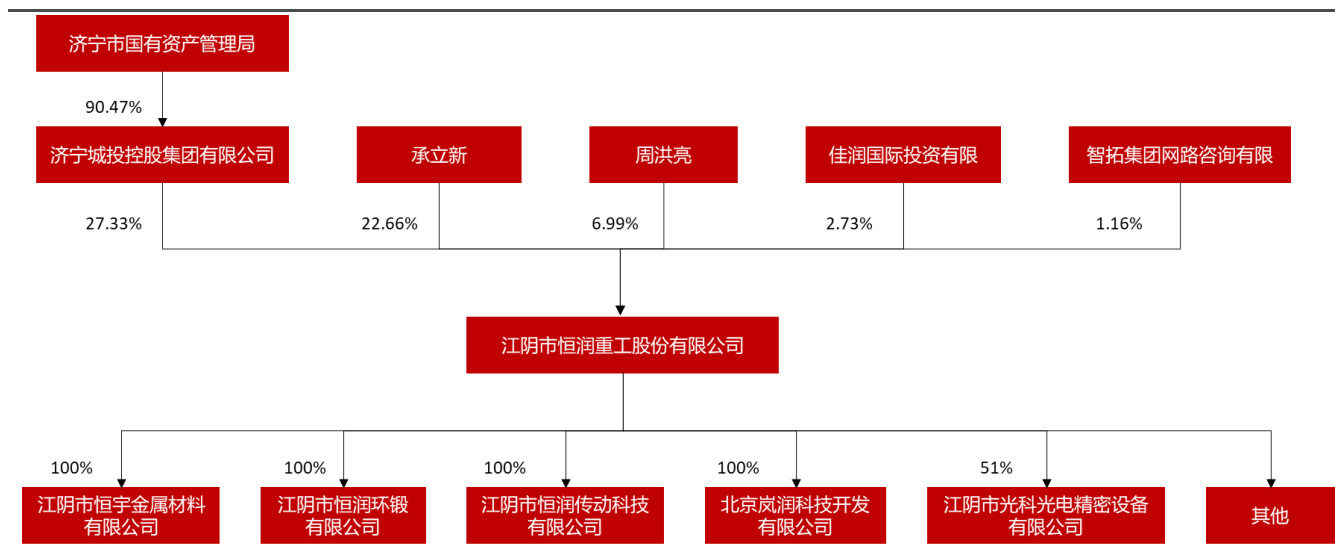 济宁市国有资产管理局
90.47%
济宁城投控股集团有限公司
承立新
周洪亮
佳润国际投资有限
智拓集团网路咨询有限
27.33%
22.66%
6.99%
2.73%
1.16%
江阴市恒润重工股份有限公司
100%
100%
100%
100%
51%
江阴市恒宇金属材料
有限公司
江阴市恒润环锻
有限公司
江阴市恒润传动科技
有限公司
北京岚润科技开发
有限公司
江阴市光科光电精密设备
有限公司
其他